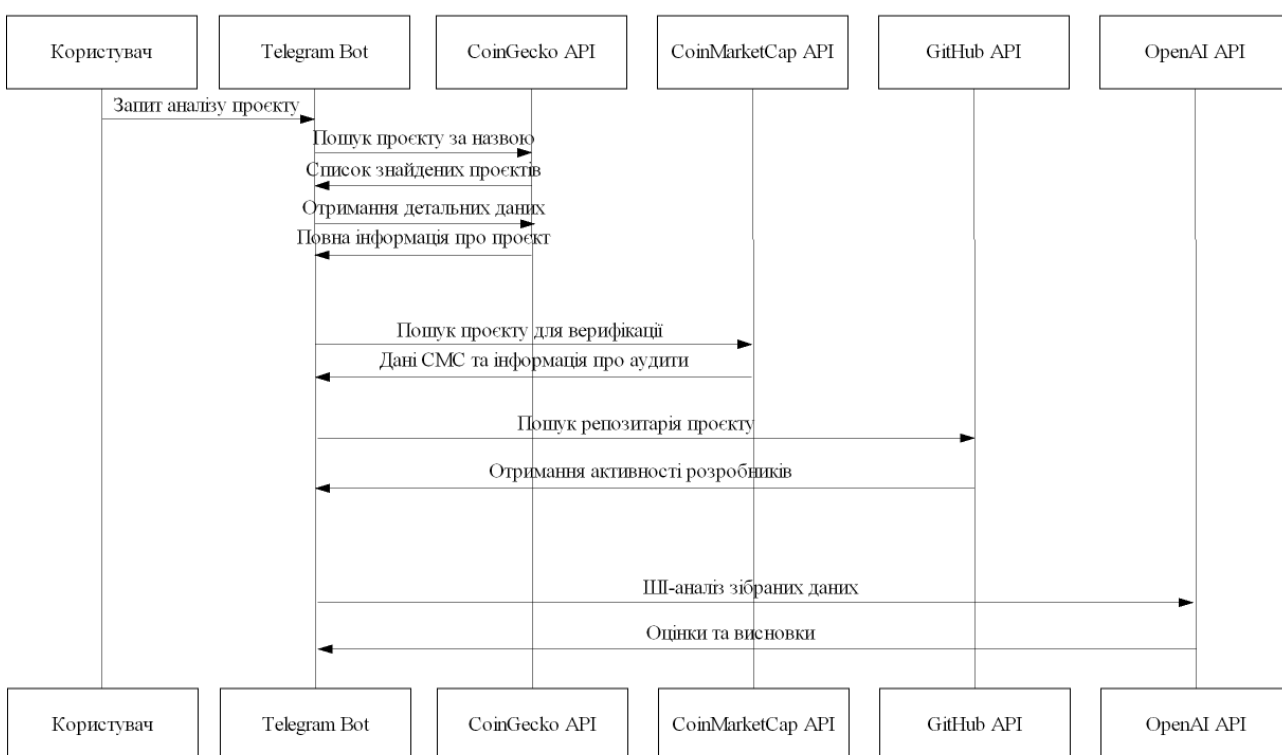 Користувач
Telegram Bot
CoinGecko API
CoinMarketCap API
GitHub API
OpenAI API
Запит аналізу проєкту
Пошук проєкту за назвою
Список знайдених проєктів
Отримання детальних даних
Повна інформація про проєкт
Пошук проєкту для верифікації
Дані CMC та інформація про аудити
Пошук репозитарія проєкту
Отримання активності розробників
ШІ-аналіз зібраних даних
Оцінки та висновки
Користувач
Telegram Bot
CoinGecko API
CoinMarketCap API
GitHub API
OpenAI API